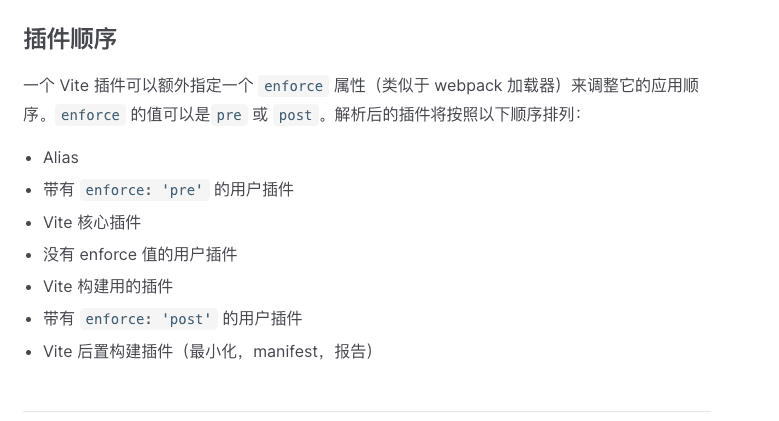 插件顺序
一个 Vite 插件可以额外指定一个 enforce 属性（类似于 webpack 加载器）来调整它的应用顺
序。enforce 的值可以是pre 或 post。解析后的插件将按照以下顺序排列：
• Alias
• 带有 enforce: 'pre' 的用户插件
• Vite 核心插件
• 没有 enforce 值的用户插件
• Vite 构建用的插件
• 带有 enforce: 'post' 的用户插件
• Vite 后置构建插件（最小化，manifest，报告）